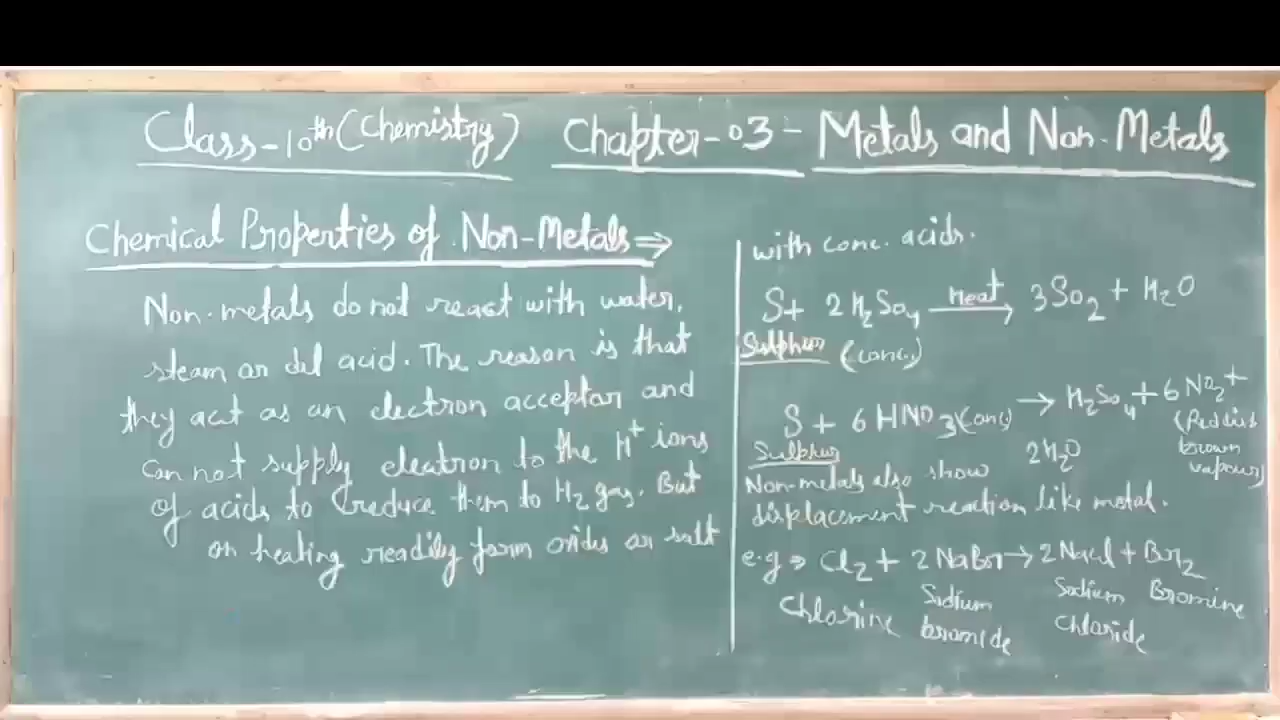 Class-10th (Chemistry) Chapter-03 - Metals and Non-Metals
Chemical Properties of Non-Metals ⇒
Non-metals do not react with water,
steam or dil acid. The reason is that
they act as an electron acceptor and
can not supply electron to the H⁺ ions
of acids to reduce them to H₂ gas. But
on heating readily form oxides or salt
with conc. acids.
S + 2H₂SO₄ —Heat→ 3SO₂ + H₂O
Sulphur (conc.)
S + 6HNO3(conc) → H₂SO₄ + 6NO₂ +
Sulphur 2H₂O (Reddish
brown
vapour)
Non-metals also show
displacment reaction like metal.
e.g ⇒ Cl₂ + 2NaBr → 2NaCl + Br₂
Chlorine Sodium bromide Sodium chloride Bromine